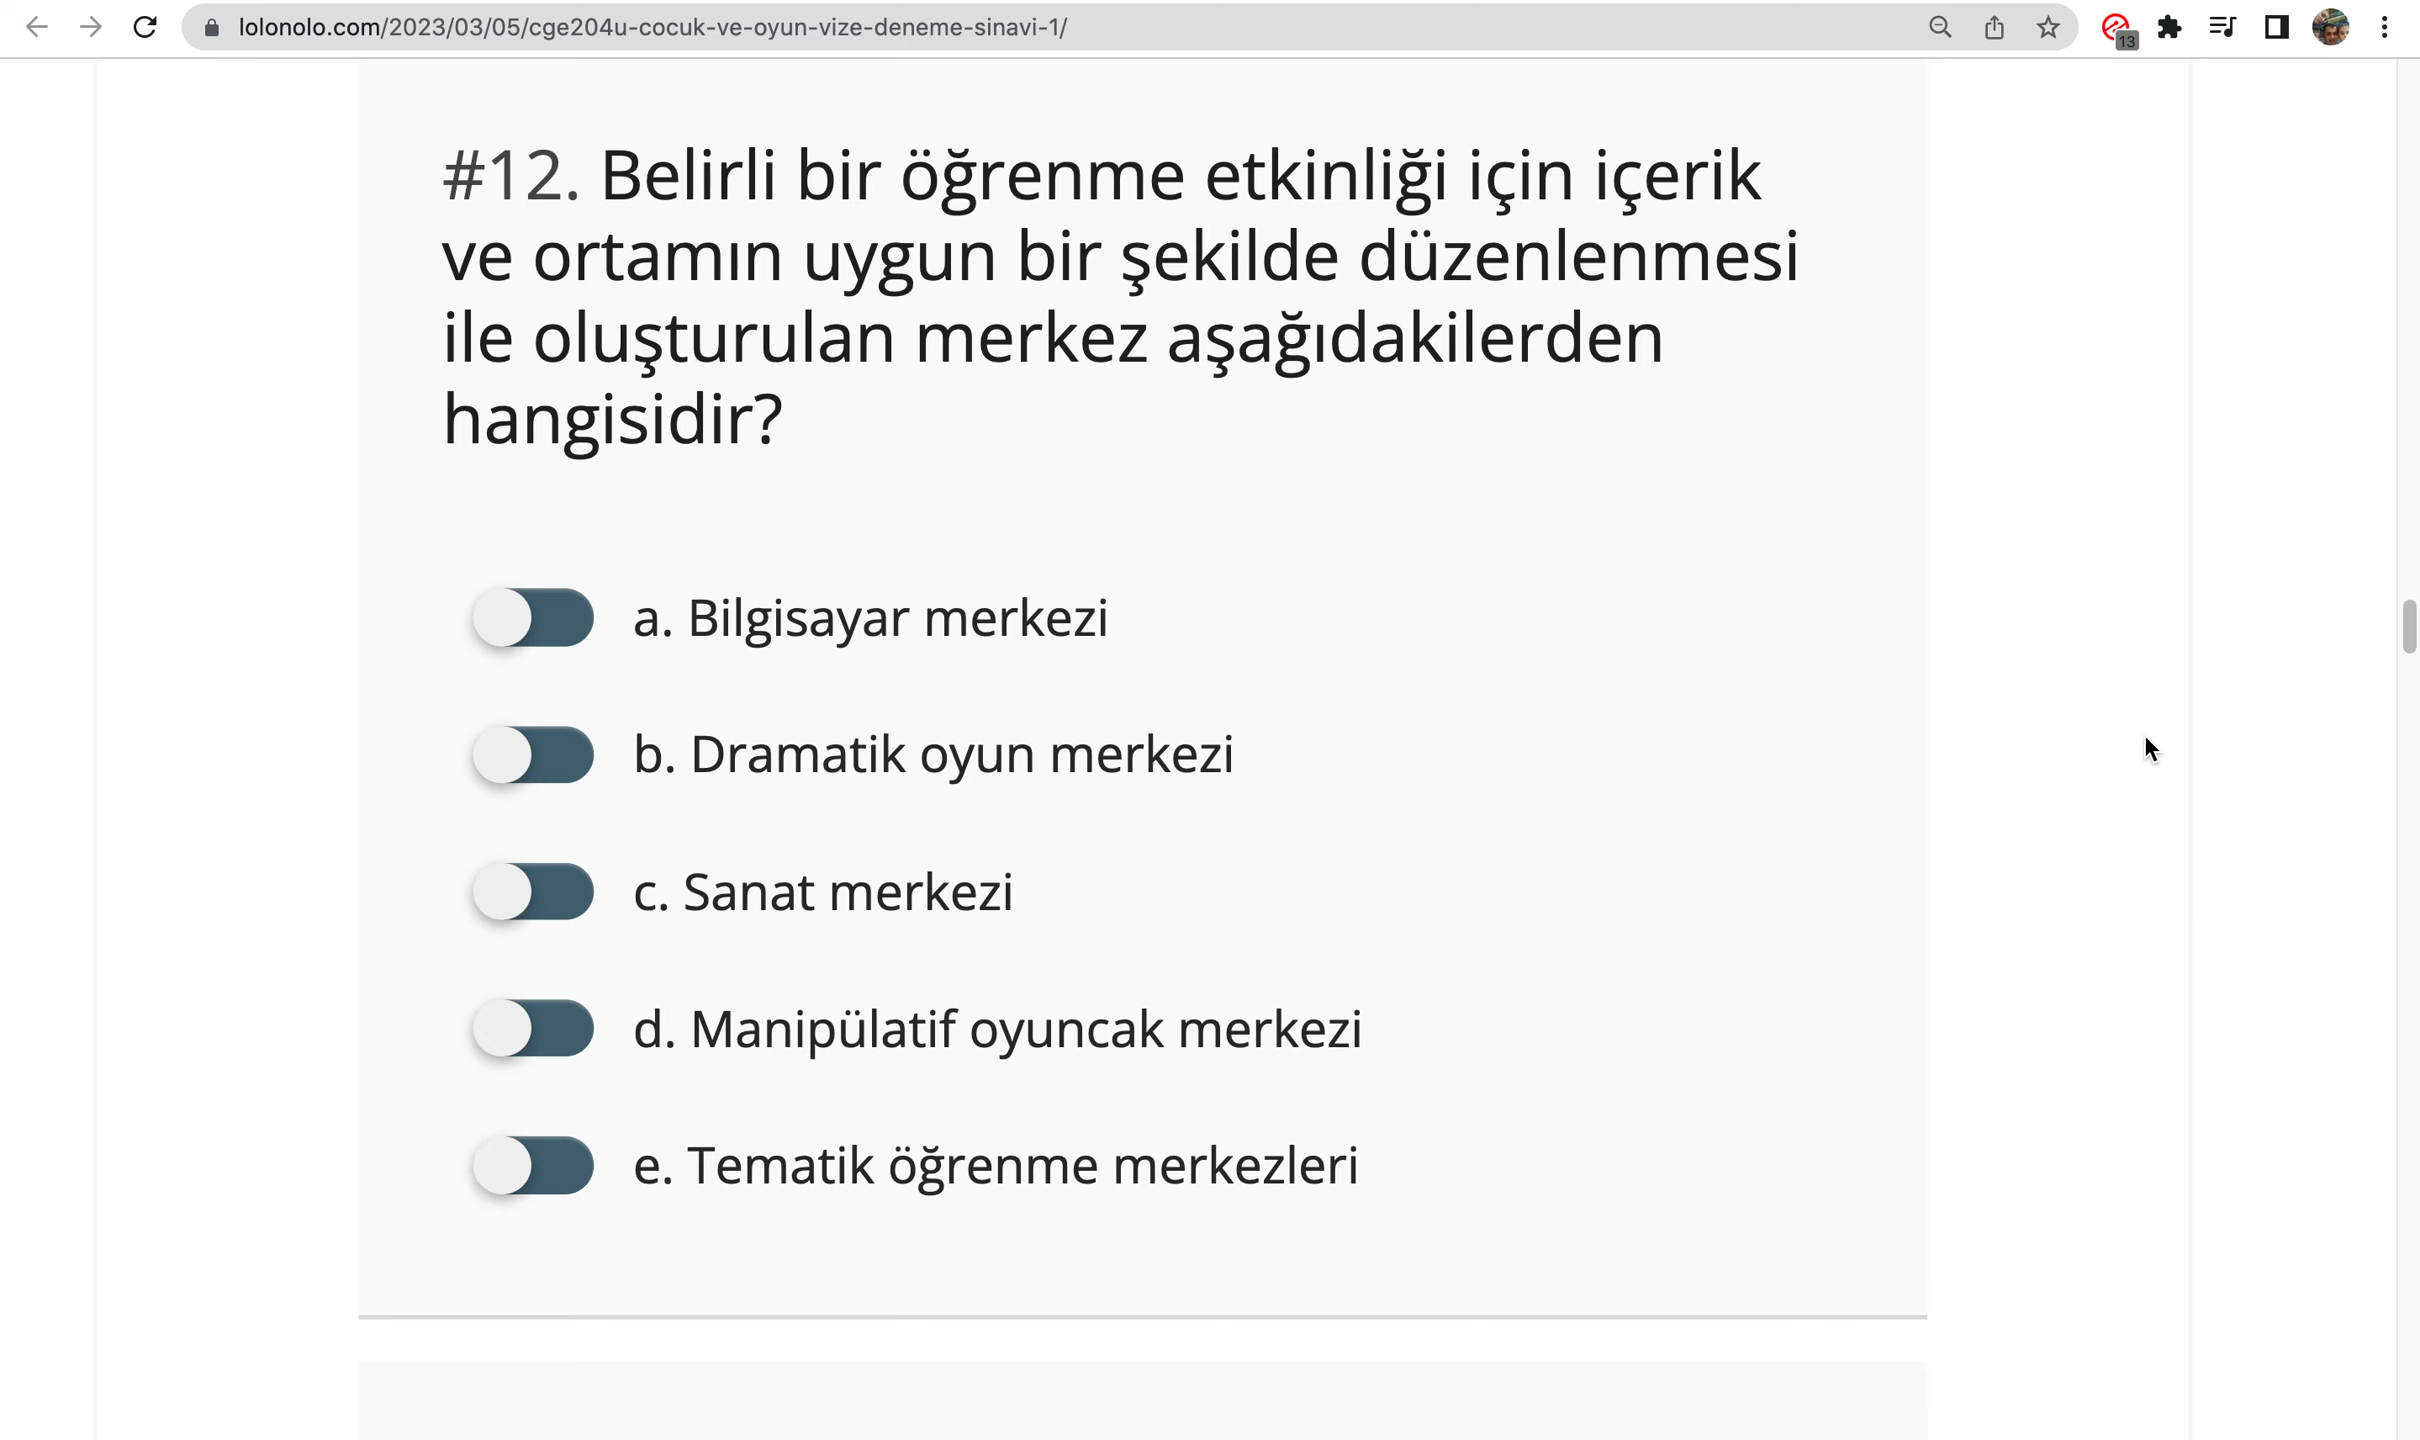 lolonolo.com/2023/03/05/cge204u-cocuk-ve-oyun-vize-deneme-sinavi-1/
13
#12. Belirli bir öğrenme etkinliği için içerik
ve ortamın uygun bir şekilde düzenlenmesi
ile oluşturulan merkez aşağıdakilerden
hangisidir?
a. Bilgisayar merkezi
b. Dramatik oyun merkezi
c. Sanat merkezi
d. Manipülatif oyuncak merkezi
e. Tematik öğrenme merkezleri